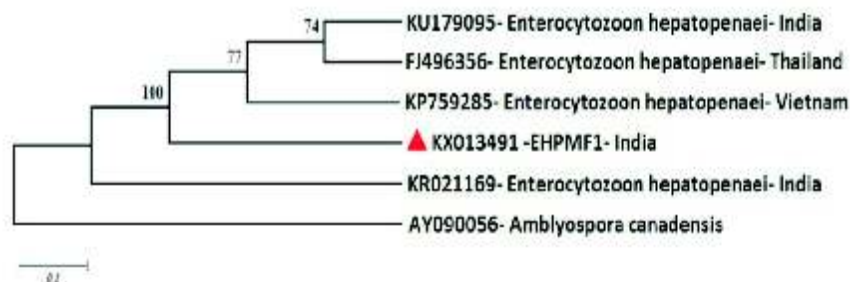 74
KU179095- Enterocytozoon hepatopenaei- India
FJ496356- Enterocytozoon hepatopenaei- Thailand
77
KP759285- Enterocytozoon hepatopenaei- Vietnam
100
KX013491 -EHPMF1- India
KR021169- Enterocytozoon hepatopenaei- India
AY090056- Amblyospora canadensis